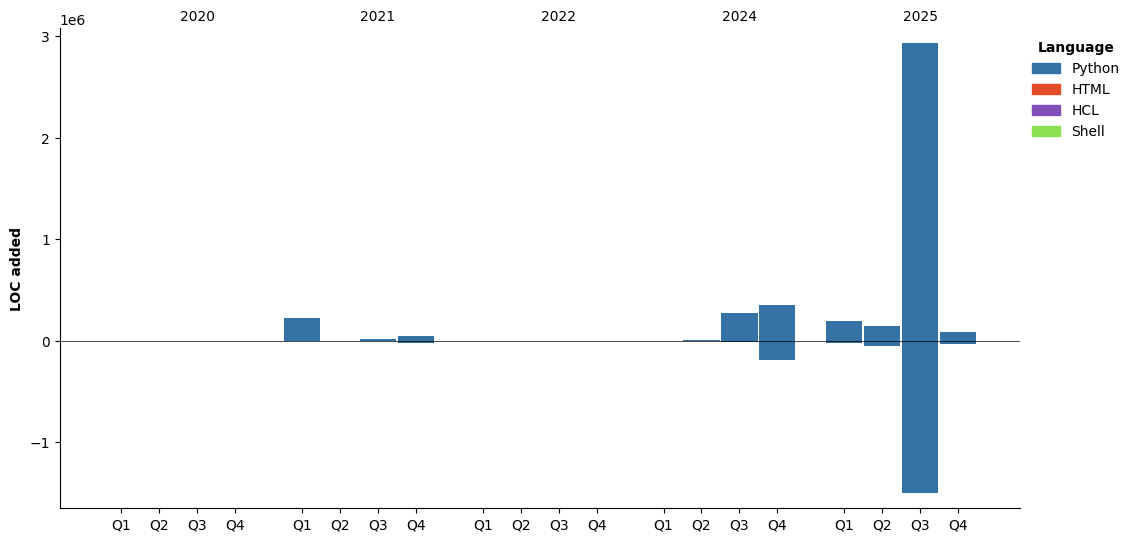 2020 2021 2022 2024 2025
1e6
3
2
1
0
−1
LOC added
Q1 Q2 Q3 Q4 Q1 Q2 Q3 Q4 Q1 Q2 Q3 Q4 Q1 Q2 Q3 Q4 Q1 Q2 Q3 Q4
Language
Python
HTML
HCL
Shell